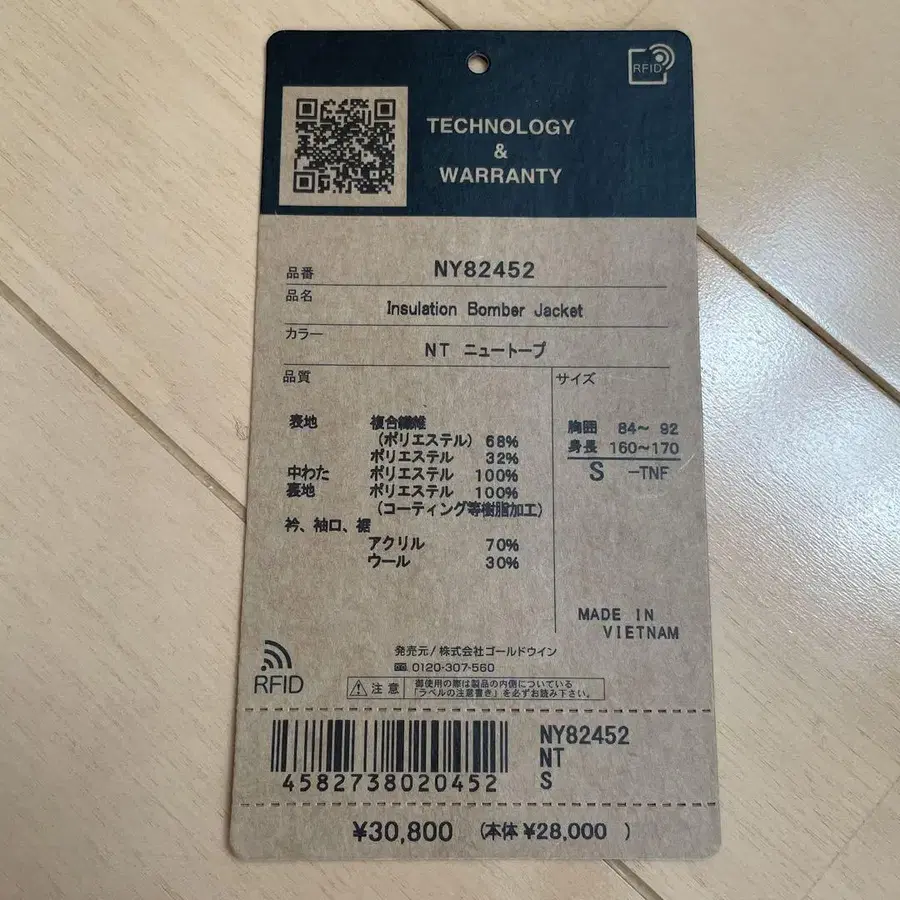 RFID
TECHNOLOGY
&
WARRANTY
品番 NY82452
品名 Insulation Bomber Jacket
カラー NT ニュートープ
品質 サイズ
表地 複合繊維
(ポリエステル) 68%
ポリエステル 32%
中わた ポリエステル 100%
裏地 ポリエステル 100%
(コーティング等樹脂加工)
衿、袖口、裾
アクリル 70%
ウール 30%
胸囲 84～ 92
身長 160～170
S -TNF
MADE IN
VIETNAM
発売元/株式会社ゴールドウイン
0120-307-560
RFID
注意 御使用の際は製品の内側についている
「ラベルの注意書き」を必ずお読み下さい。
4582738020452
NY82452
NT
S
¥30,800 (本体 ¥28,000 )